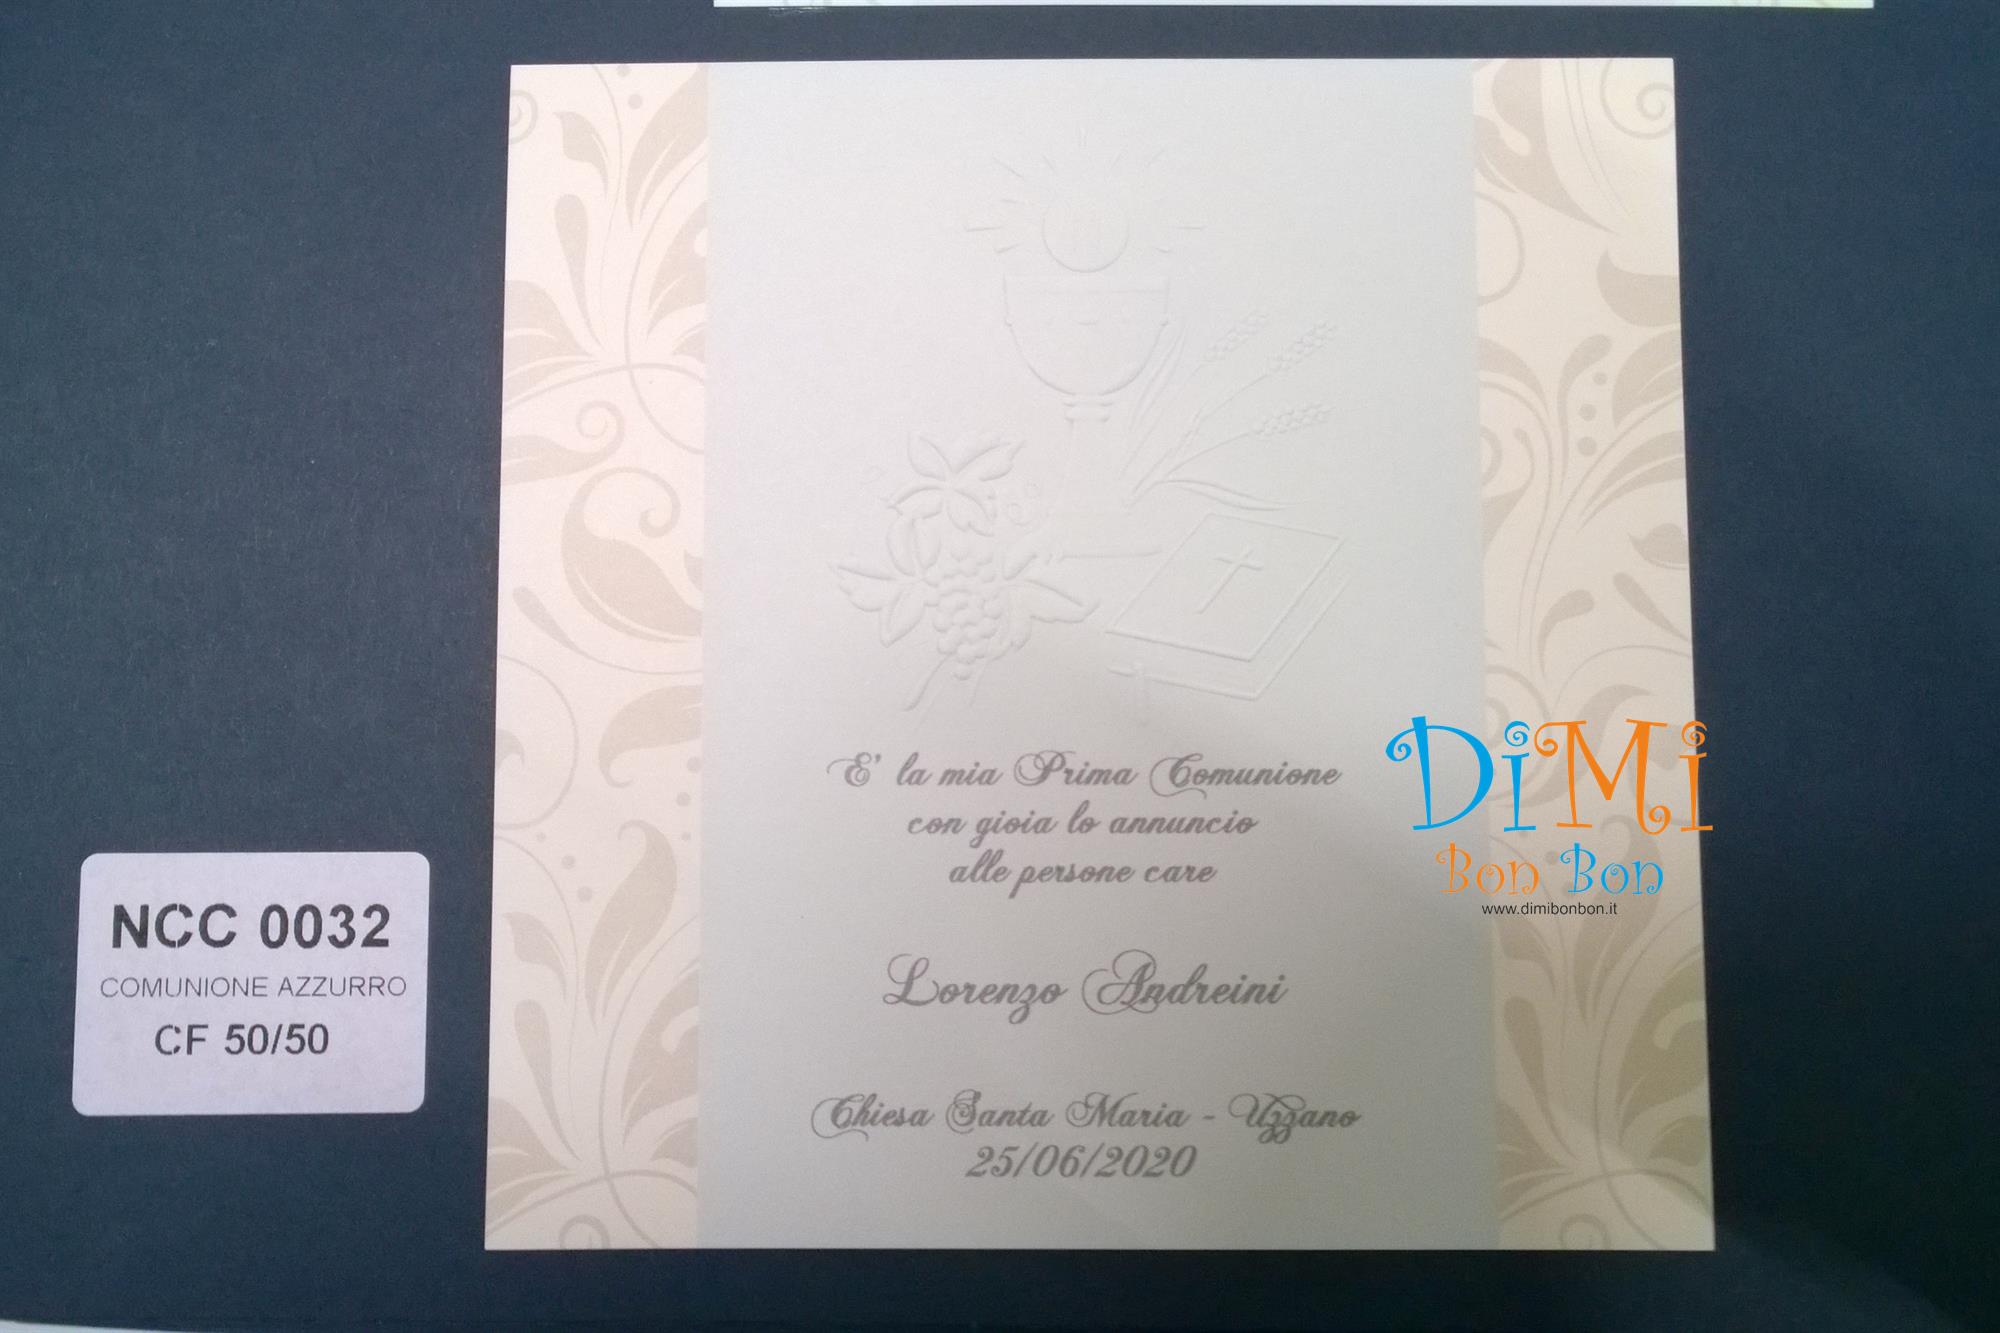 E' la mia Prima Comunione
con gioia lo annuncio
alle persone care
Lorenzo Andreini
Chiesa Santa Maria - Uzzano
25/06/2020
NCC 0032
COMUNIONE AZZURRO
CF 50/50
DiMi
Bon Bon
www.dimibonbon.it